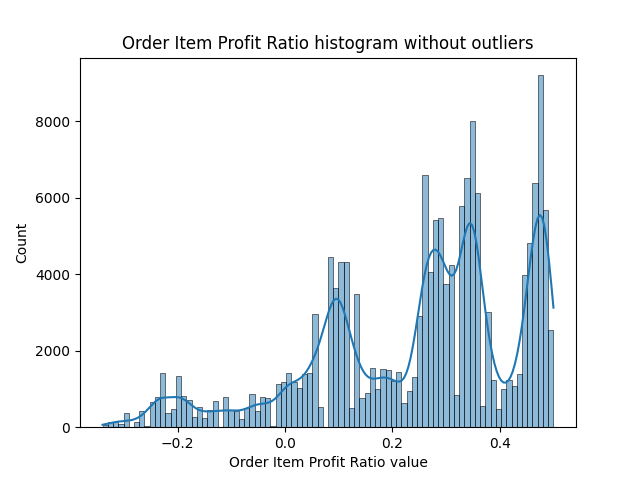 Order Item Profit Ratio histogram without outliers
8000
6000
4000
2000
0
Count
−0.2 0.0 0.2 0.4
Order Item Profit Ratio value